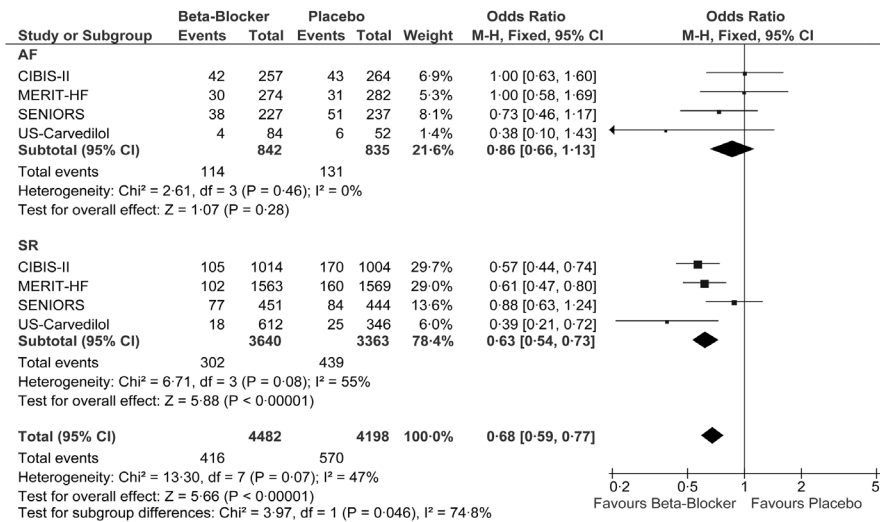 Beta-Blocker Placebo Odds Ratio Odds Ratio
Study or Subgroup Events Total Events Total Weight M-H, Fixed, 95% CI M-H, Fixed, 95% CI
AF
CIBIS-II 42 257 43 264 6·9% 1·00 [0·63, 1·60]
MERIT-HF 30 274 31 282 5·3% 1·00 [0·58, 1·69]
SENIORS 38 227 51 237 8·1% 0·73 [0·46, 1·17]
US-Carvedilol 4 84 6 52 1·4% 0·38 [0·10, 1·43]
Subtotal (95% CI) 842 835 21·6% 0·86 [0·66, 1·13]
Total events 114 131
Heterogeneity: Chi² = 2·61, df = 3 (P = 0·46); I² = 0%
Test for overall effect: Z = 1·07 (P = 0·28)
SR
CIBIS-II 105 1014 170 1004 29·7% 0·57 [0·44, 0·74]
MERIT-HF 102 1563 160 1569 29·0% 0·61 [0·47, 0·80]
SENIORS 77 451 84 444 13·6% 0·88 [0·63, 1·24]
US-Carvedilol 18 612 25 346 6·0% 0·39 [0·21, 0·72]
Subtotal (95% CI) 3640 3363 78·4% 0·63 [0·54, 0·73]
Total events 302 439
Heterogeneity: Chi² = 6·71, df = 3 (P = 0·08); I² = 55%
Test for overall effect: Z = 5·88 (P < 0·00001)
Total (95% CI) 4482 4198 100·0% 0·68 [0·59, 0·77]
Total events 416 570
Heterogeneity: Chi² = 13·30, df = 7 (P = 0·07); I² = 47%
Test for overall effect: Z = 5·66 (P < 0·00001)
Test for subgroup differences: Chi² = 3·97, df = 1 (P = 0·046), I² = 74·8%
0·2 0·5 1 2 5
Favours Beta-Blocker Favours Placebo